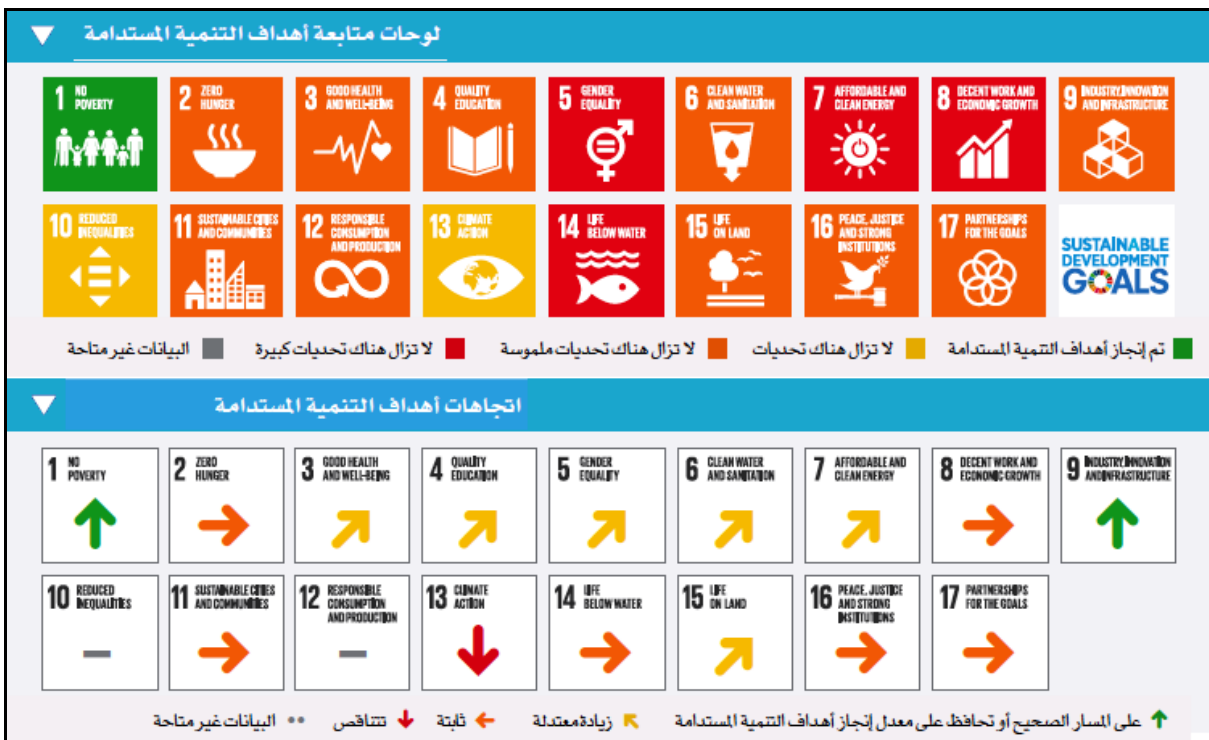 لوحات متابعة أهداف التنمية المستدامة
1 NO POVERTY
2 ZERO HUNGER
3 GOOD HEALTH AND WELL-BEING
4 QUALITY EDUCATION
5 GENDER EQUALITY
6 CLEAN WATER AND SANITATION
7 AFFORDABLE AND CLEAN ENERGY
8 DECENT WORK AND ECONOMIC GROWTH
9 INDUSTRY, INNOVATION AND INFRASTRUCTURE
10 REDUCED INEQUALITIES
11 SUSTAINABLE CITIES AND COMMUNITIES
12 RESPONSIBLE CONSUMPTION AND PRODUCTION
13 CLIMATE ACTION
14 LIFE BELOW WATER
15 LIFE ON LAND
16 PEACE, JUSTICE AND STRONG INSTITUTIONS
17 PARTNERSHIPS FOR THE GOALS
SUSTAINABLE DEVELOPMENT GOALS
تم إنجاز أهداف التنمية المستدامة لا تزال هناك تحديات لا تزال هناك تحديات ملموسة لا تزال هناك تحديات كبيرة البيانات غير متاحة
اتجاهات أهداف التنمية المستدامة
1 NO POVERTY
2 ZERO HUNGER
3 GOOD HEALTH AND WELL-BEING
4 QUALITY EDUCATION
5 GENDER EQUALITY
6 CLEAN WATER AND SANITATION
7 AFFORDABLE AND CLEAN ENERGY
8 DECENT WORK AND ECONOMIC GROWTH
9 INDUSTRY, INNOVATION AND INFRASTRUCTURE
10 REDUCED INEQUALITIES
11 SUSTAINABLE CITIES AND COMMUNITIES
12 RESPONSIBLE CONSUMPTION AND PRODUCTION
13 CLIMATE ACTION
14 LIFE BELOW WATER
15 LIFE ON LAND
16 PEACE, JUSTICE AND STRONG INSTITUTIONS
17 PARTNERSHIPS FOR THE GOALS
على المسار الصحيح أو تحافظ على معدل إنجاز أهداف التنمية المستدامة زيادة معتدلة ثابتة تتناقص البيانات غير متاحة